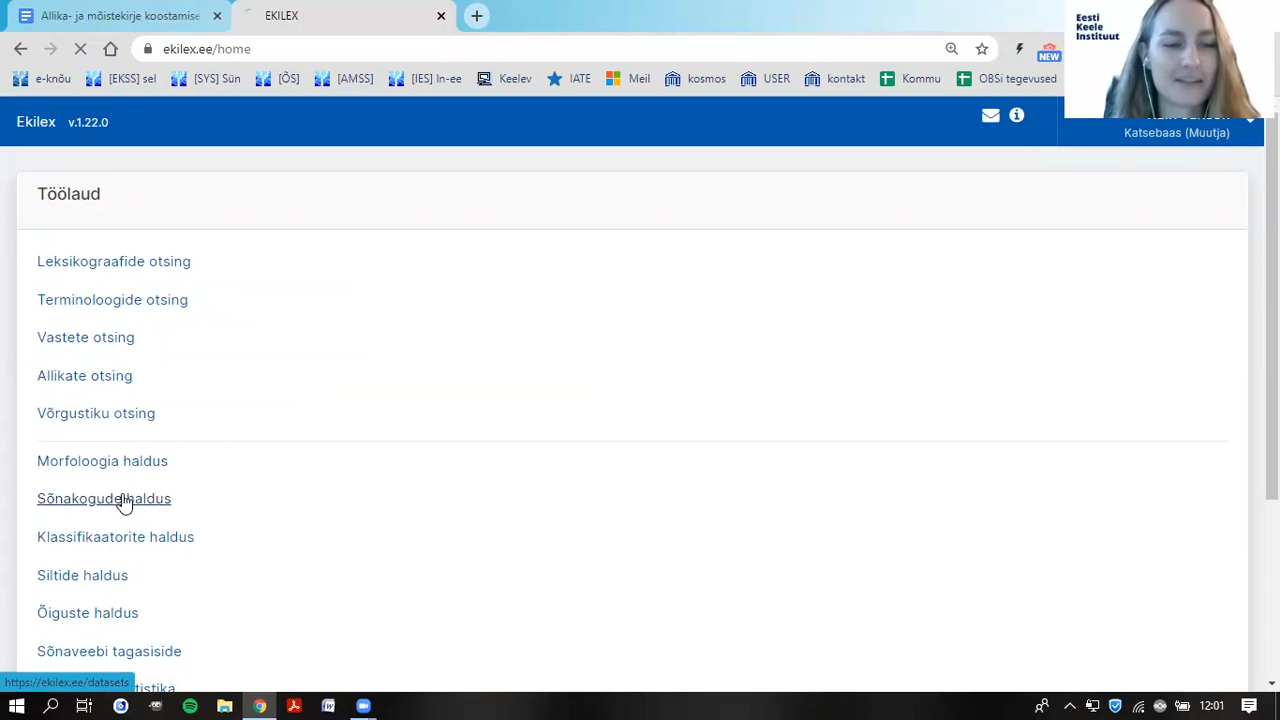 Allika- ja mõistekirje koostamise
EKILEX
ekilex.ee/home
e-knõu [EKSS] sel [SYS] Sün [ÕS] [AMSS] [IES] In-ee Keelev IATE Meil kosmos USER kontakt Kommu OBSi tegevused
NEW
Eesti
Keele
Instituut
Ekilex v.1.22.0
Katsebaas (Muutja)
Töölaud
Leksikograafide otsing
Terminoloogide otsing
Vastete otsing
Allikate otsing
Võrgustiku otsing
Morfoloogia haldus
Sõnakogude haldus
Klassifikaatorite haldus
Siltide haldus
Õiguste haldus
Sõnaveebi tagasiside
https://ekilex.ee/datasets
12:01